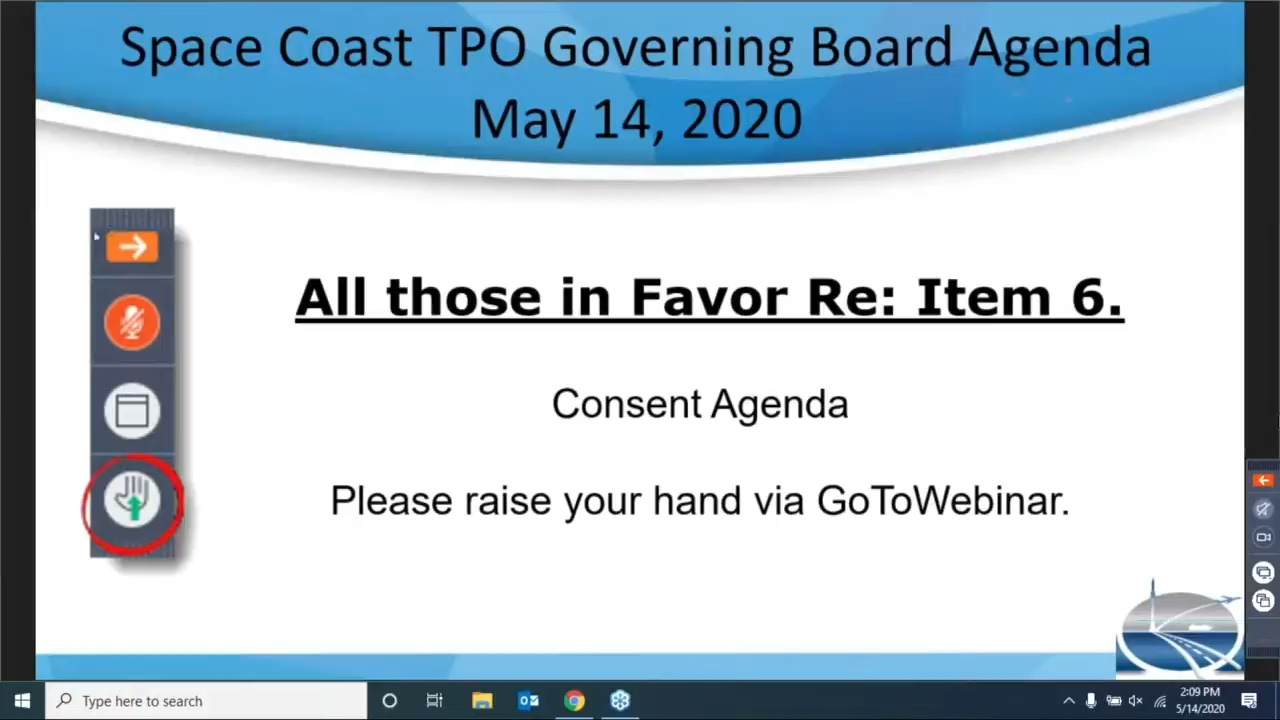 Space Coast TPO Governing Board Agenda
May 14, 2020
All those in Favor Re: Item 6.
Consent Agenda
Please raise your hand via GoToWebinar.
Type here to search
2:09 PM
5/14/2020